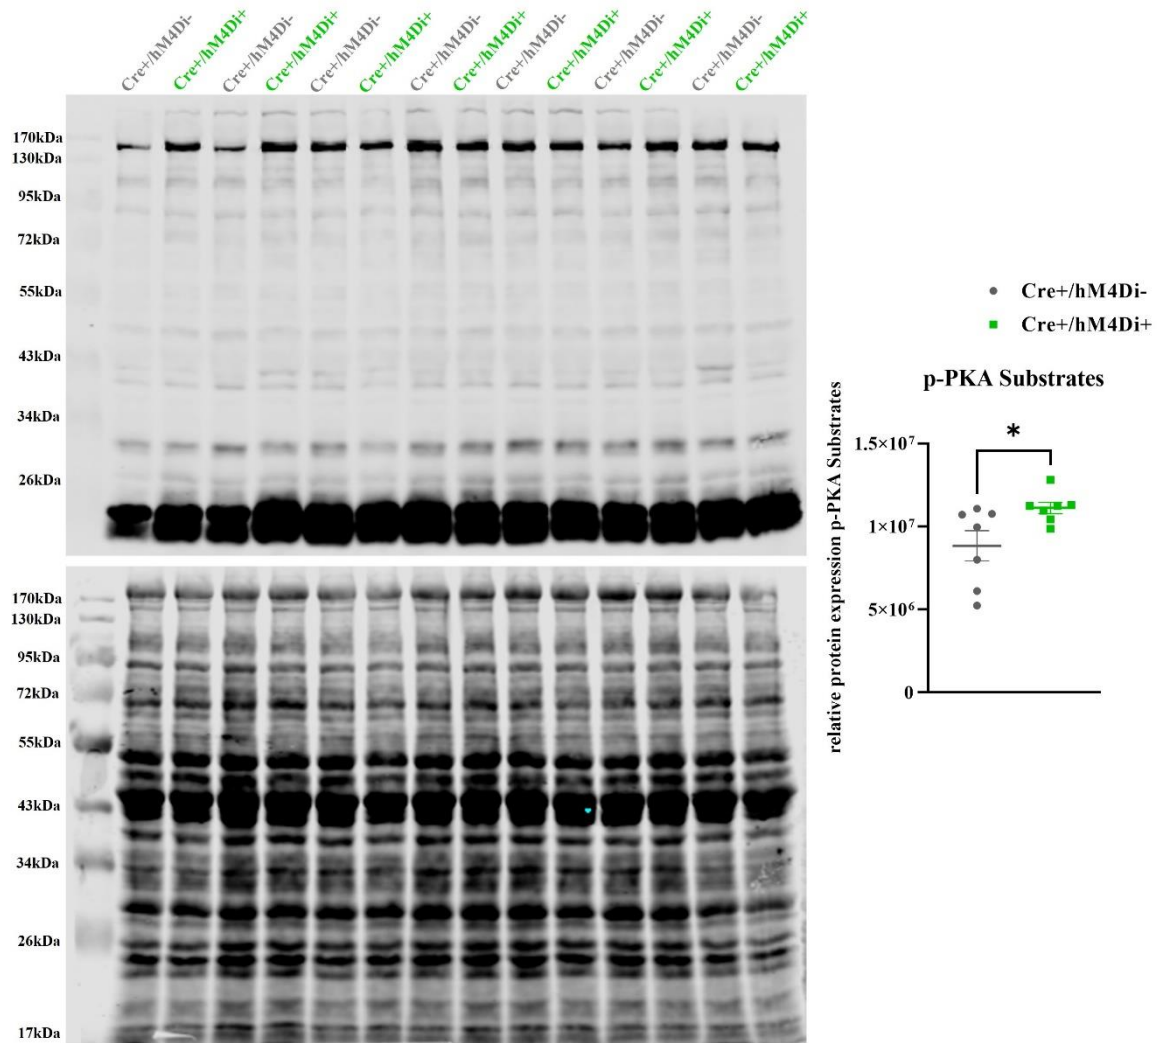 Cre+/hM4Di- Cre+/hM4Di+ Cre+/hM4Di- Cre+/hM4Di+ Cre+/hM4Di- Cre+/hM4Di+ Cre+/hM4Di- Cre+/hM4Di+ Cre+/hM4Di- Cre+/hM4Di+ Cre+/hM4Di- Cre+/hM4Di+ Cre+/hM4Di- Cre+/hM4Di+
170kDa
130kDa
95kDa
72kDa
55kDa
43kDa
34kDa
26kDa
170kDa
130kDa
95kDa
72kDa
55kDa
43kDa
34kDa
26kDa
17kDa
Cre+/hM4Di-
Cre+/hM4Di+
p-PKA Substrates
*
relative protein expression p-PKA Substrates
1.5×10⁷
1×10⁷
5×10⁶
0